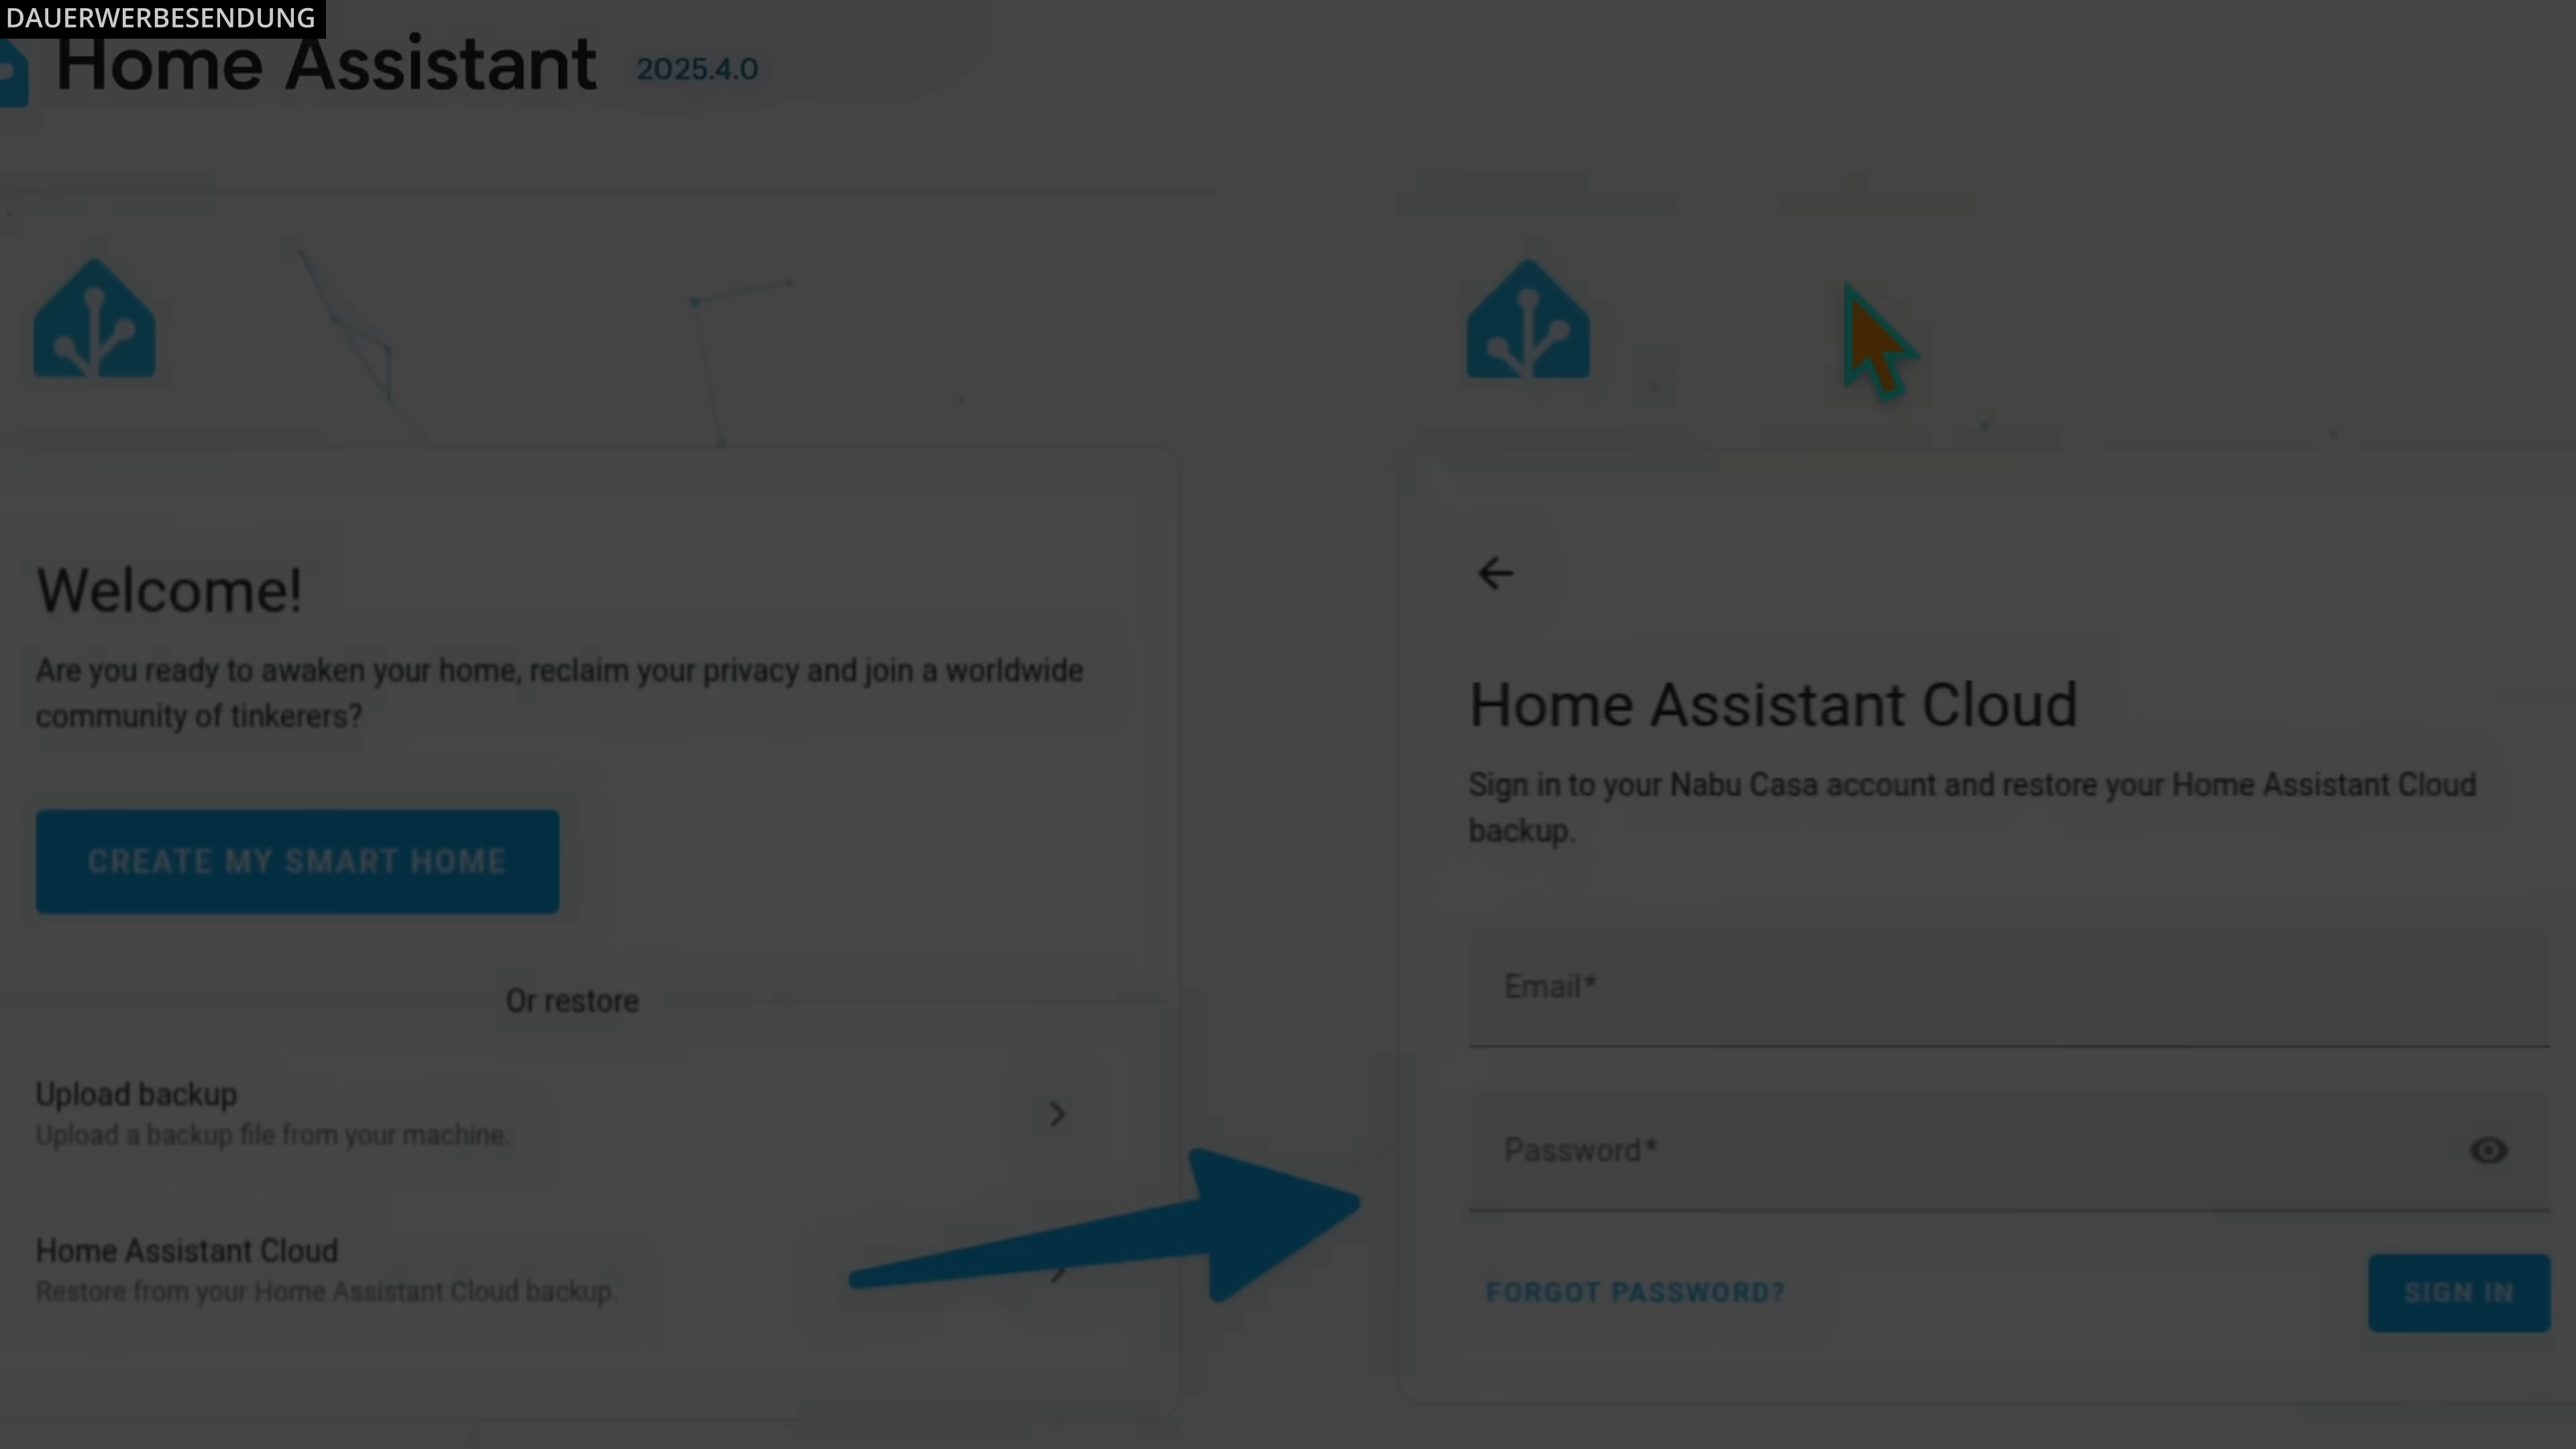 DAUERWERBESENDUNG
Home Assistant 2025.4.0
Welcome!
Are you ready to awaken your home, reclaim your privacy and join a worldwide
community of tinkerers?
CREATE MY SMART HOME
Or restore
Upload backup
Upload a backup file from your machine.
Home Assistant Cloud
Restore from your Home Assistant Cloud backup.
Home Assistant Cloud
Sign in to your Nabu Casa account and restore your Home Assistant Cloud
backup.
Email*
Password*
FORGOT PASSWORD?
SIGN IN